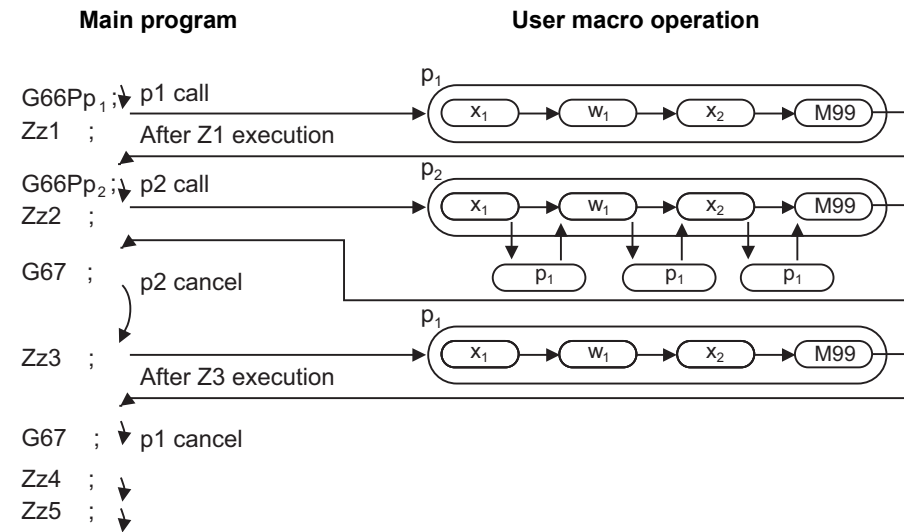 Main program User macro operation
p1
G66Pp1 ; p1 call
x1 w1 x2 M99
Zz1 ; After Z1 execution
p2
G66Pp2 ; p2 call
Zz2 ; x1 w1 x2 M99
p1 p1 p1
G67 ; p2 cancel
p1
Zz3 ; x1 w1 x2 M99
After Z3 execution
G67 ; p1 cancel
Zz4 ;
Zz5 ;